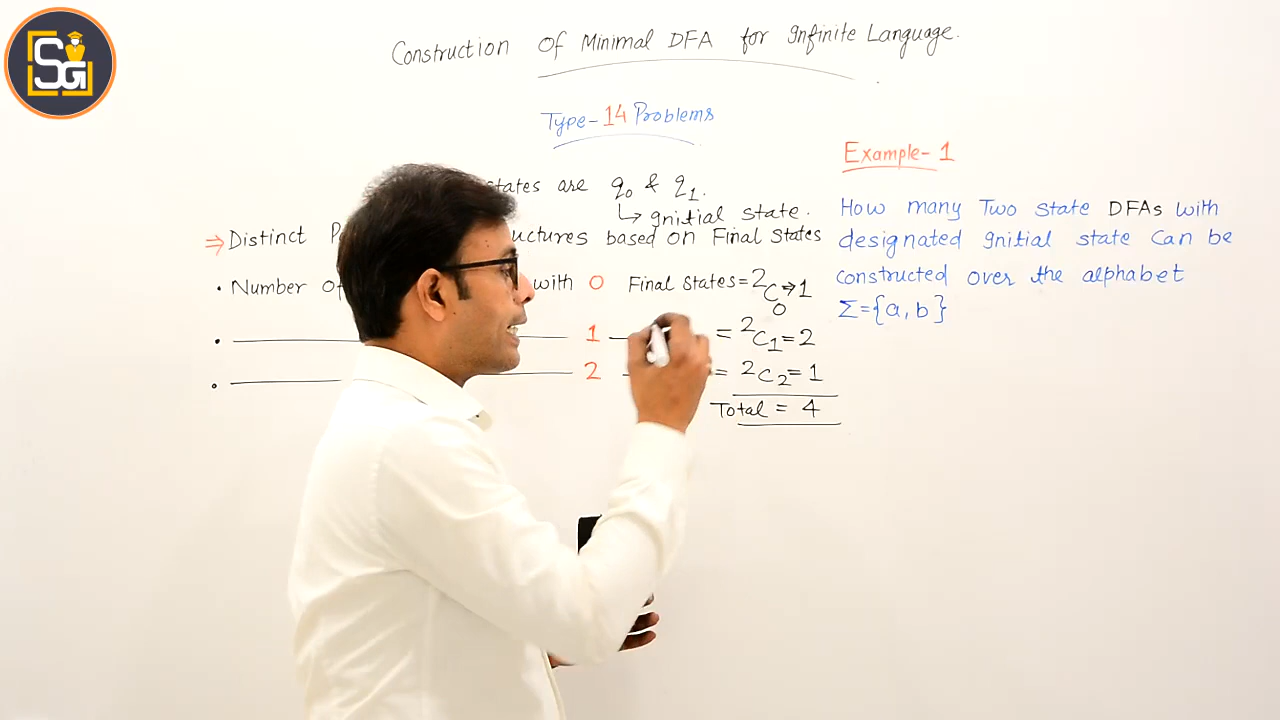 SG
Construction Of Minimal DFA for Infinite Language.
Type-14 Problems
states are q₀ & q₁.
↳ Initial state.
⇒ Distinct uctures based on Final States
• Number with 0 Final States = ²C₀ → 1
• 1 = ²C₁ = 2
• 2 = ²C₂ = 1
Total = 4
Example-1
How many Two state DFAs with
designated Initial state Can be
constructed over the alphabet
Σ={a,b}